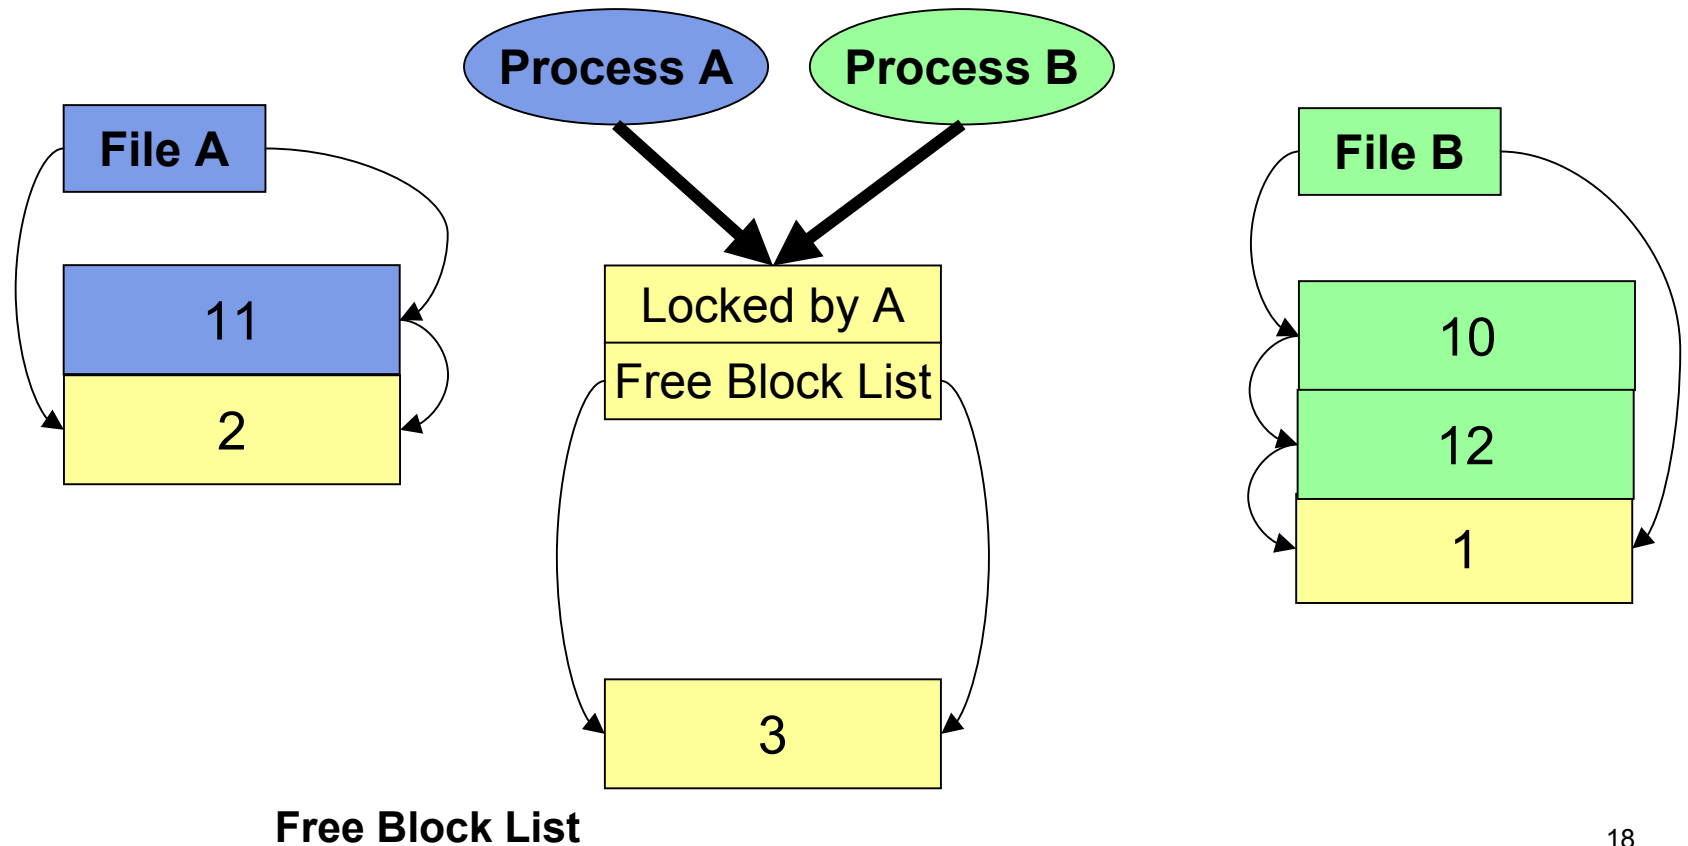 Process A
Process B
File A
File B
11
2
Locked by A
Free Block List
10
12
1
3
Free Block List
18